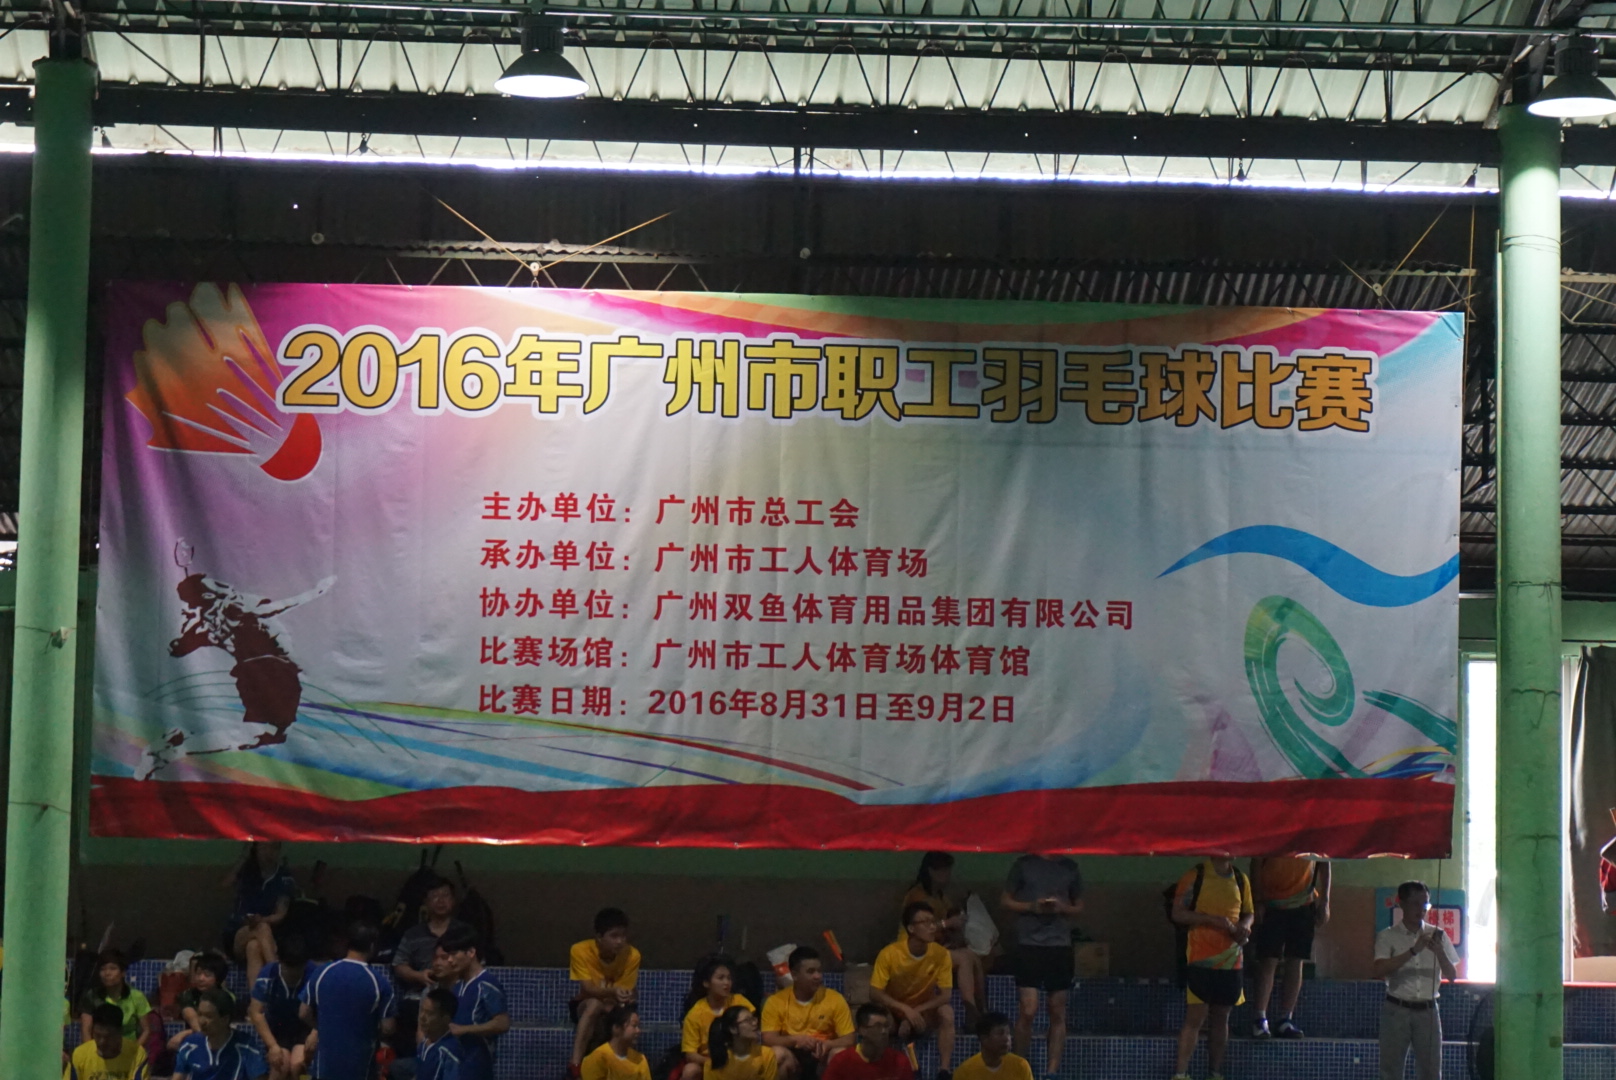 2016年广州市职工羽毛球比赛
主办单位：广州市总工会
承办单位：广州市工人体育场
协办单位：广州双鱼体育用品集团有限公司
比赛场馆：广州市工人体育场体育馆
比赛日期：2016年8月31日至9月2日